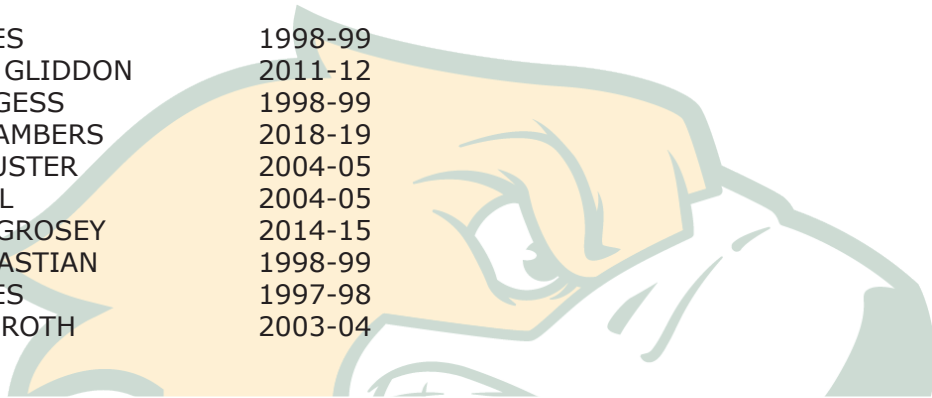 ES 1998-99
GLIDDON 2011-12
GESS 1998-99
AMBERS 2018-19
USTER 2004-05
L 2004-05
GROSEY 2014-15
ASTIAN 1998-99
ES 1997-98
ROTH 2003-04